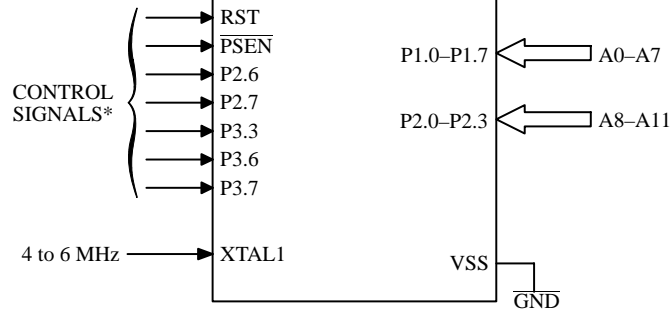 RST
PSEN
P2.6
P2.7
P3.3
P3.6
P3.7
CONTROL
SIGNALS*
4 to 6 MHz
XTAL1
P1.0–P1.7
A0–A7
P2.0–P2.3
A8–A11
VSS
GND